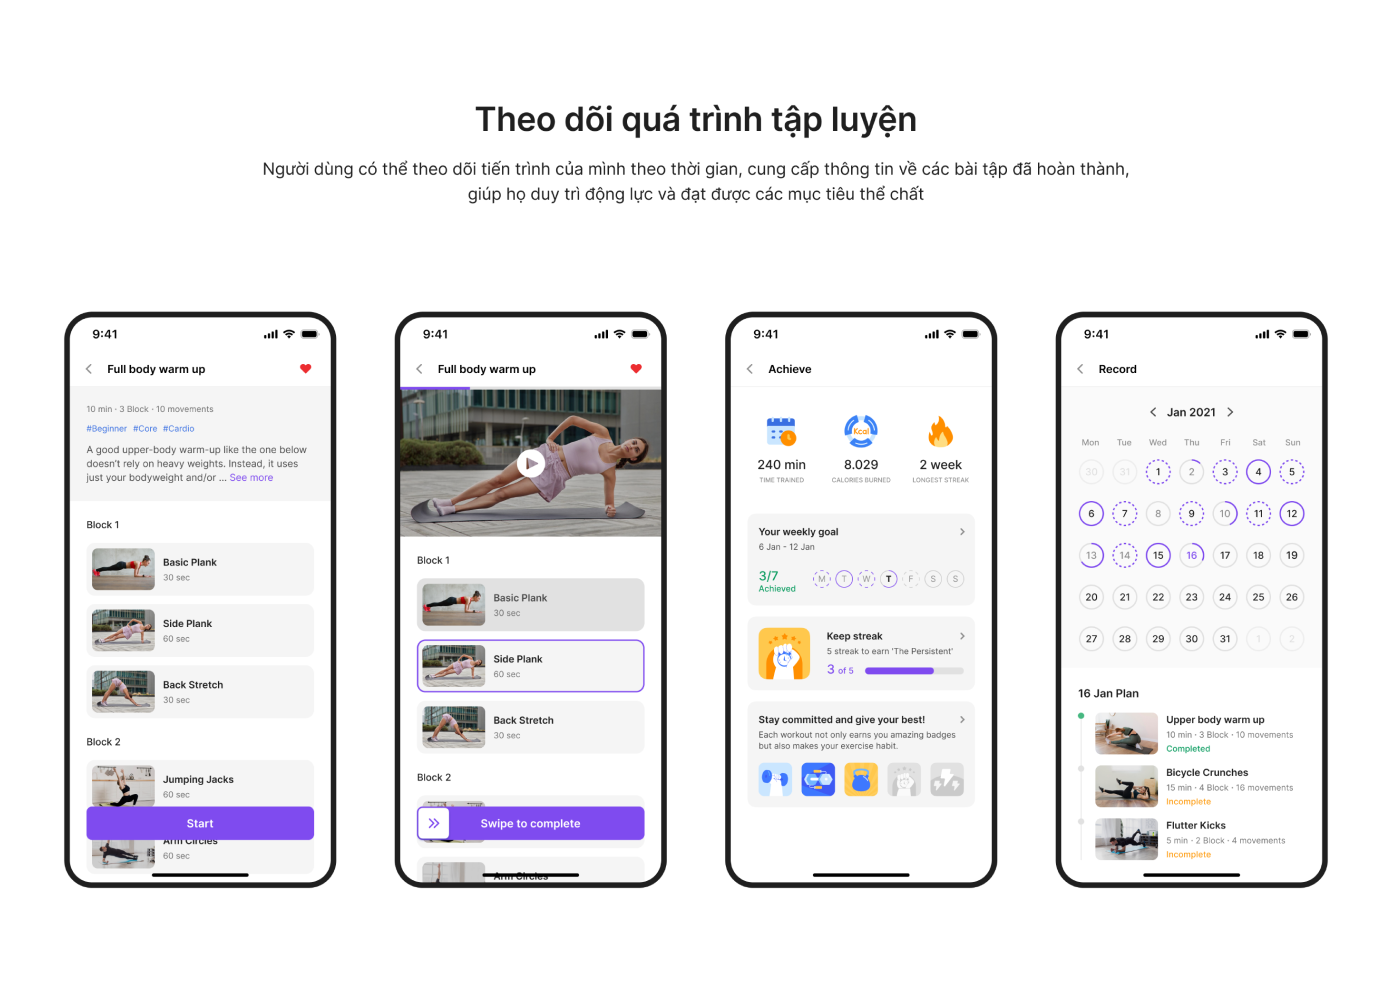 Theo dõi quá trình tập luyện
Người dùng có thể theo dõi tiến trình của mình theo thời gian, cung cấp thông tin về các bài tập đã hoàn thành,
giúp họ duy trì động lực và đạt được các mục tiêu thể chất
9:41
Full body warm up
10 min · 3 Block · 10 movements
#Beginner #Core #Cardio
A good upper-body warm-up like the one below
doesn't rely on heavy weights. Instead, it uses
just your bodyweight and/or ... See more
Block 1
Basic Plank
30 sec
Side Plank
60 sec
Back Stretch
30 sec
Block 2
Jumping Jacks
60 sec
Start
Arm Circles
60 sec
9:41
Full body warm up
Block 1
Basic Plank
30 sec
Side Plank
60 sec
Back Stretch
30 sec
Block 2
Swipe to complete
Arm Circles
9:41
Achieve
Kcal
240 min
8.029
2 week
TIME TRAINED
CALORIES BURNED
LONGEST STREAK
Your weekly goal
6 Jan - 12 Jan
3/7
Achieved
M T W T F S S
Keep streak
5 streak to earn 'The Persistent'
3 of 5
Stay committed and give your best!
Each workout not only earns you amazing badges
but also makes your exercise habit.
9:41
Record
Jan 2021
Mon Tue Wed Thu Fri Sat Sun
30 31 1 2 3 4 5
6 7 8 9 10 11 12
13 14 15 16 17 18 19
20 21 22 23 24 25 26
27 28 29 30 31 1 2
16 Jan Plan
Upper body warm up
10 min · 3 Block · 10 movements
Completed
Bicycle Crunches
15 min · 4 Block · 16 movements
Incomplete
Flutter Kicks
5 min · 2 Block · 4 movements
Incomplete